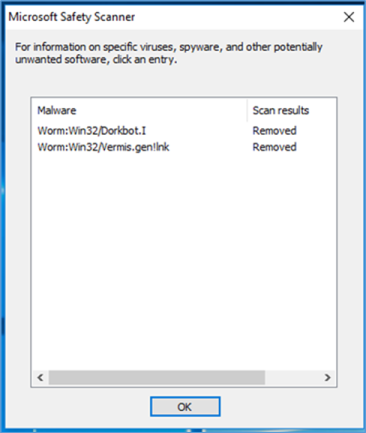 Microsoft Safety Scanner
For information on specific viruses, spyware, and other potentially
unwanted software, click an entry.
Malware Scan results
Worm:Win32/Dorkbot.I Removed
Worm:Win32/Vermis.gen!lnk Removed
OK